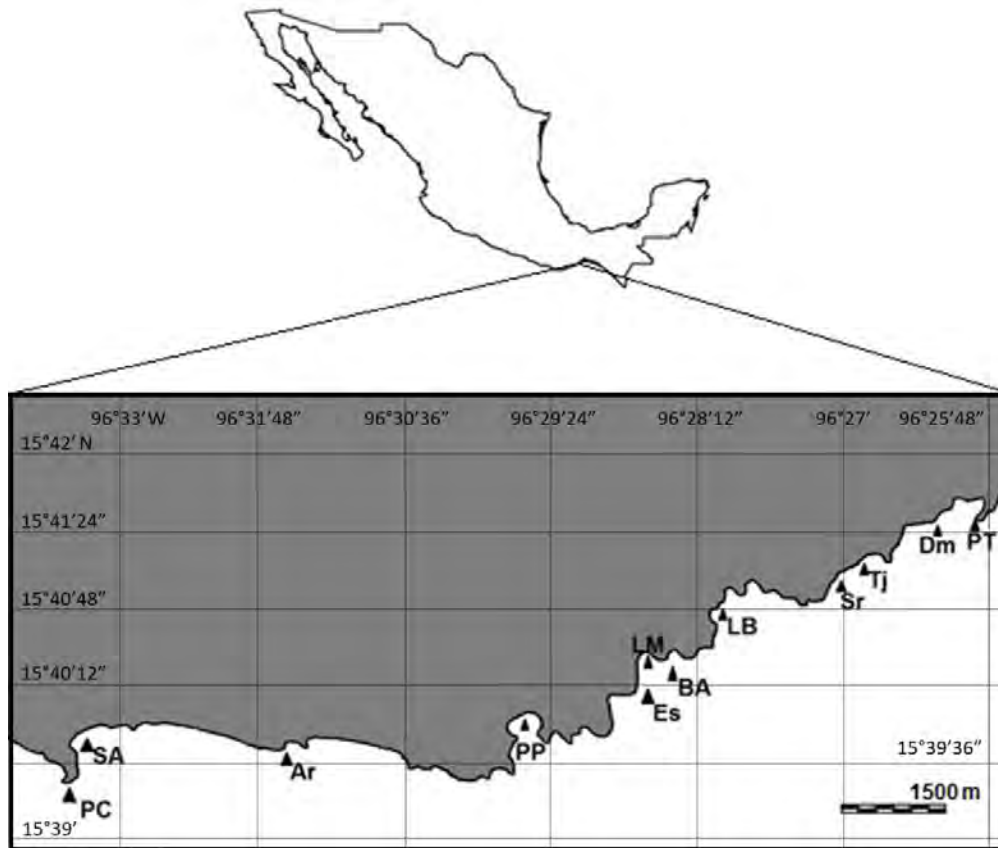 96°33′W 96°31′48″ 96°30′36″ 96°29′24″ 96°28′12″ 96°27′ 96°25′48″
15°42′ N
15°41′24″
Dm PT
Tj
Sr
15°40′48″
LB
LM
15°40′12″
BA
Es
PP
SA
Ar
15°39′36″
1500 m
PC
15°39′